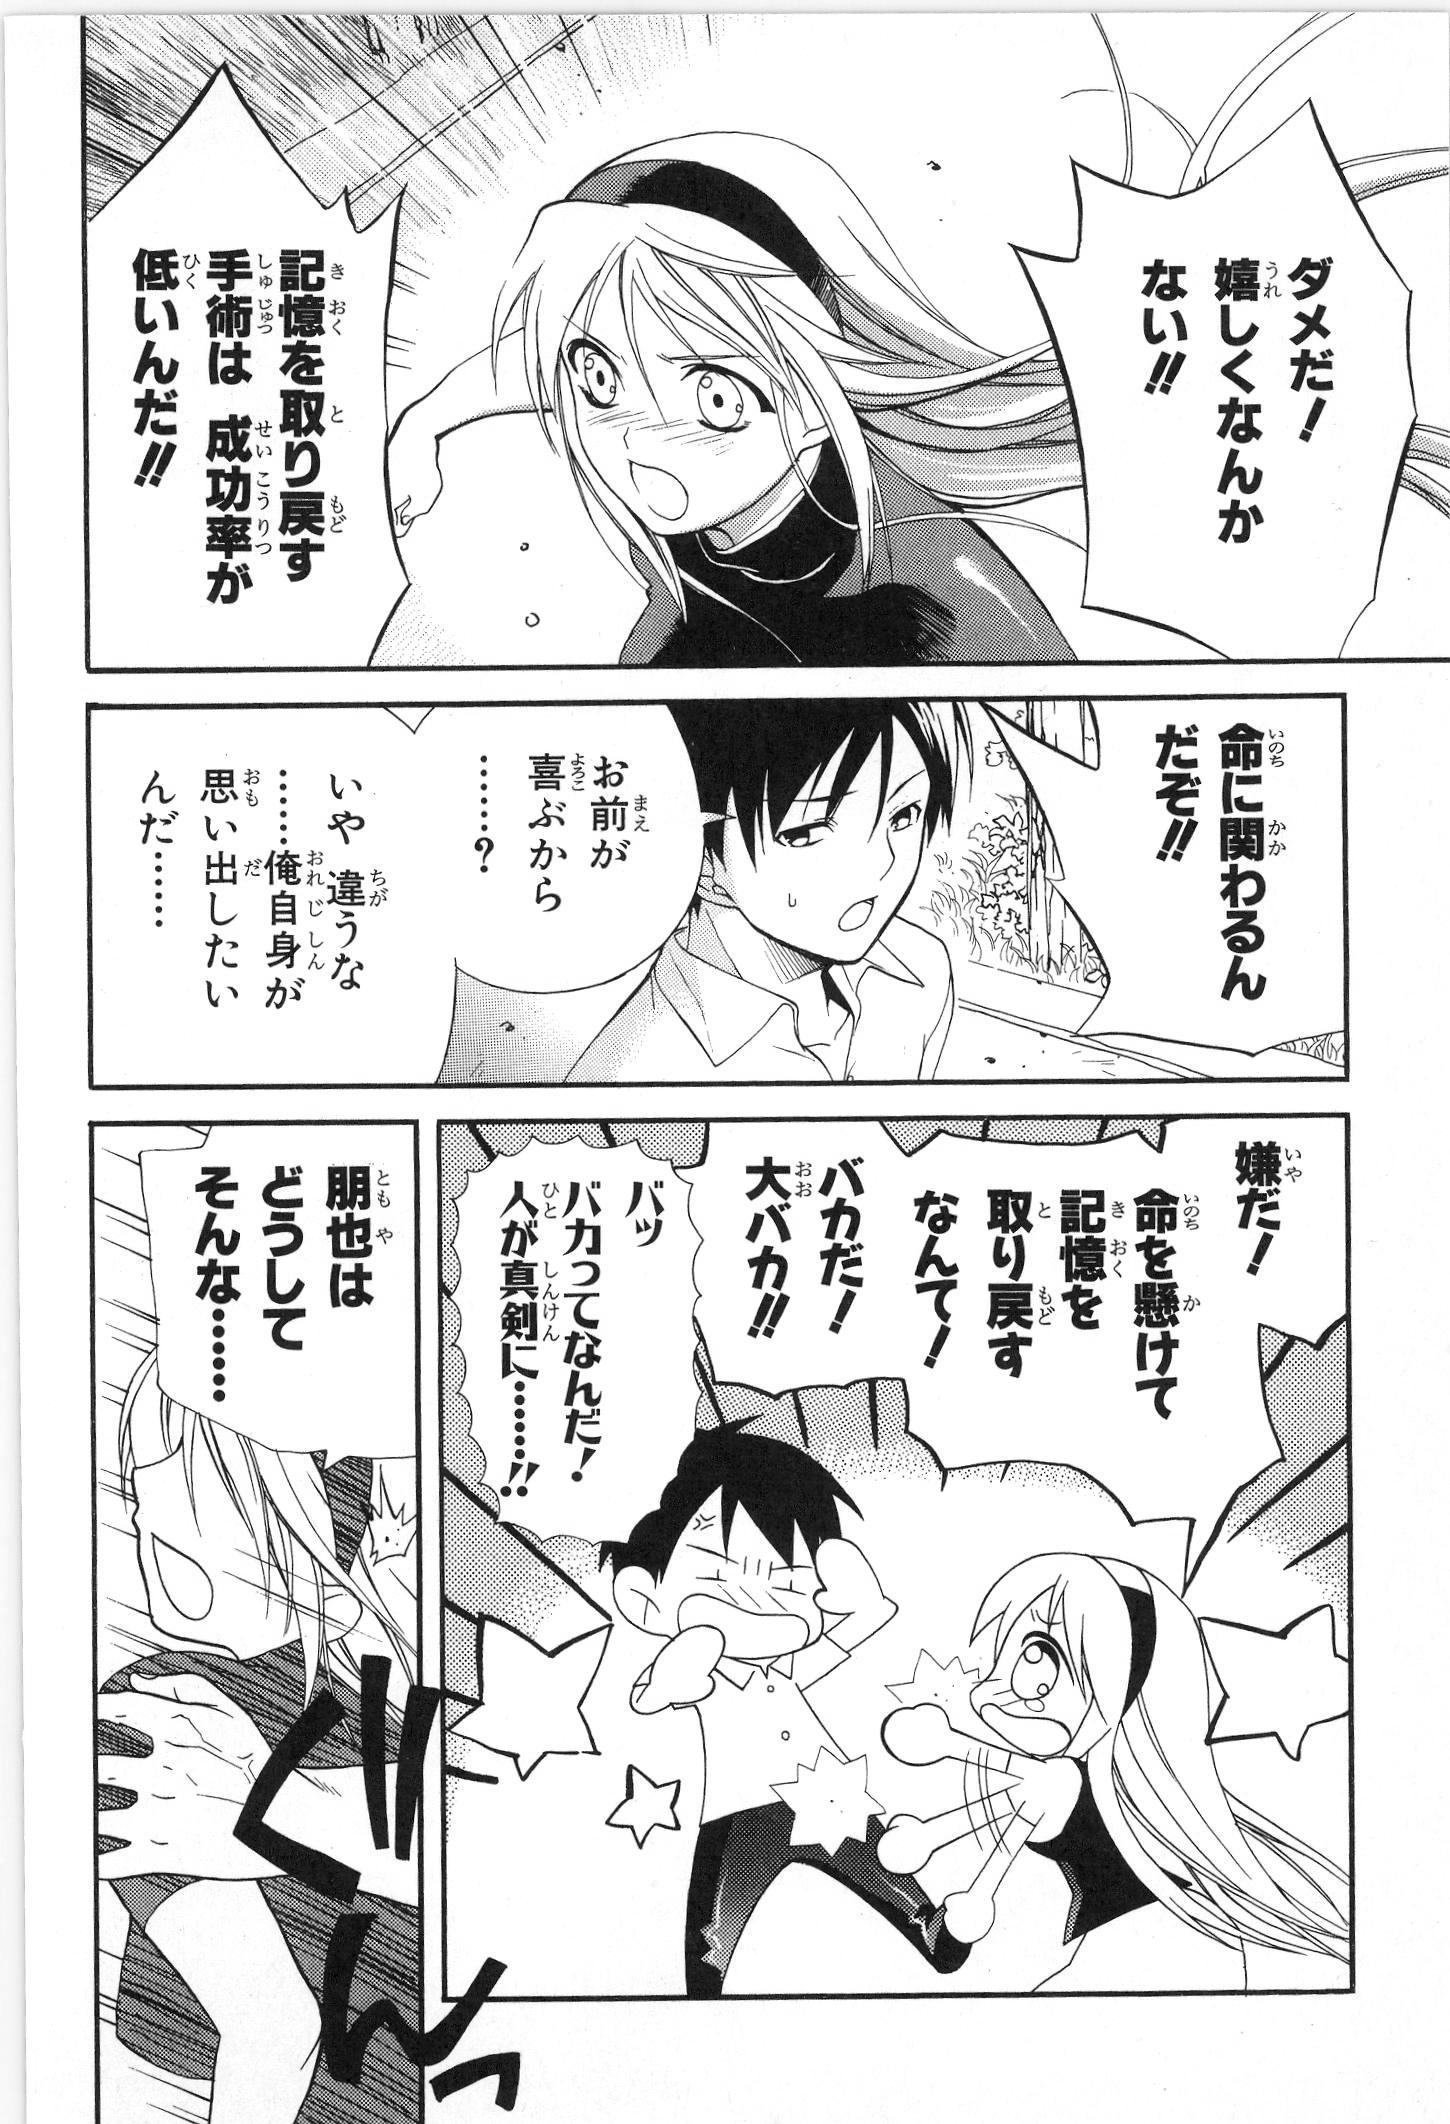 ダメだ！
嬉しくなんか
ない!!
記憶を取り戻す
手術は 成功率が
低いんだ!!
命に関わるん
だぞ!!
お前が
喜ぶから
………?
いや 違うな
……俺自身が
思い出したい
んだ……
嫌だ！
命を懸けて
記憶を
取り戻す
なんて！
バカだ！
大バカ!!
バッ
バカってなんだ！
人が真剣に……!!
朋也は
どうして
そんな……
ぐんっ